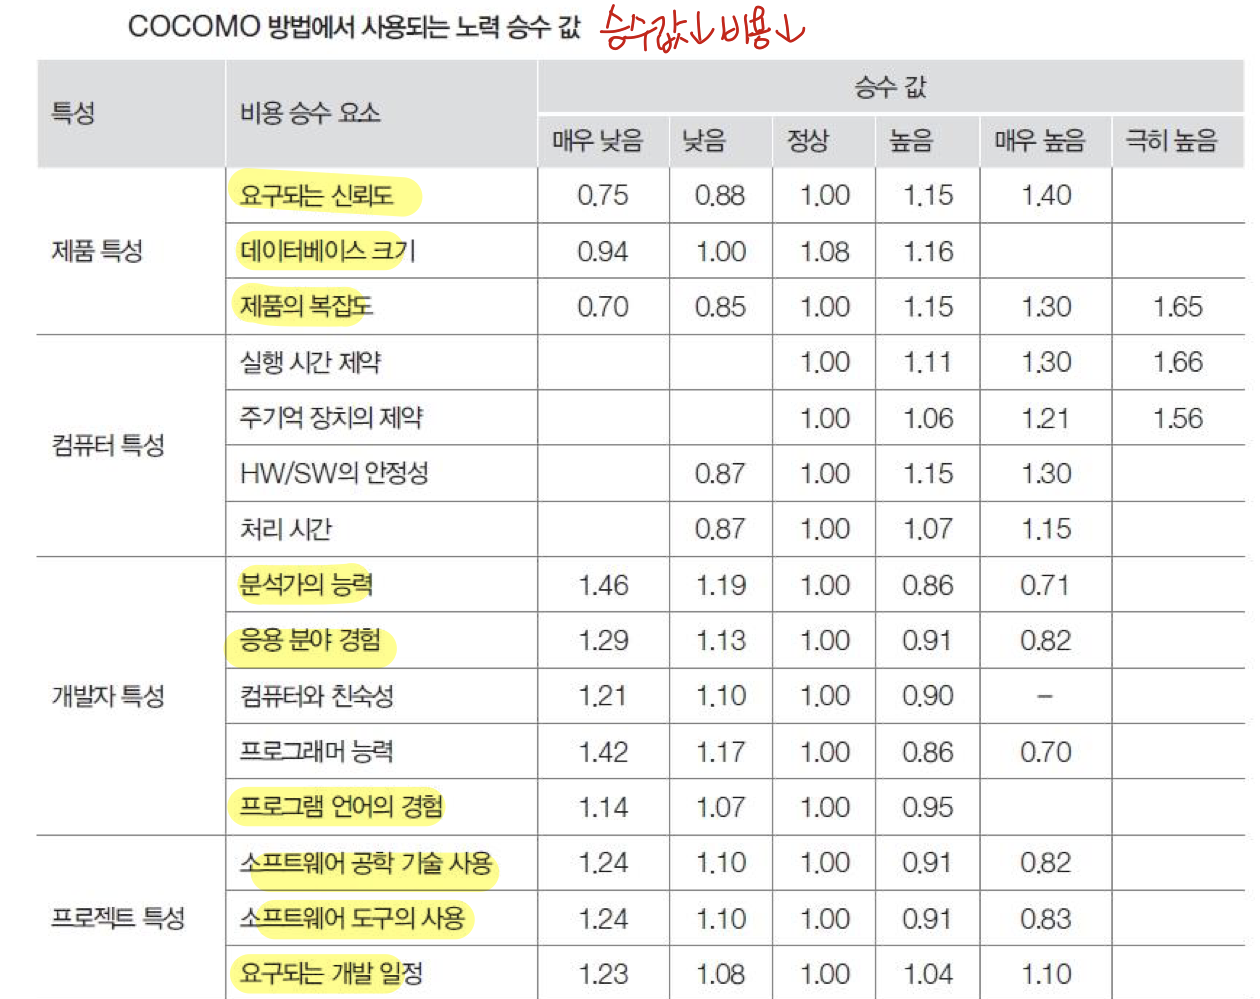 COCOMO 방법에서 사용되는 노력 승수 값 승수값↓ 비용↓
특성 비용 승수 요소 승수 값
매우 낮음 낮음 정상 높음 매우 높음 극히 높음
제품 특성
요구되는 신뢰도 0.75 0.88 1.00 1.15 1.40
데이터베이스 크기 0.94 1.00 1.08 1.16
제품의 복잡도 0.70 0.85 1.00 1.15 1.30 1.65
컴퓨터 특성
실행 시간 제약 1.00 1.11 1.30 1.66
주기억 장치의 제약 1.00 1.06 1.21 1.56
HW/SW의 안정성 0.87 1.00 1.15 1.30
처리 시간 0.87 1.00 1.07 1.15
개발자 특성
분석가의 능력 1.46 1.19 1.00 0.86 0.71
응용 분야 경험 1.29 1.13 1.00 0.91 0.82
컴퓨터와 친숙성 1.21 1.10 1.00 0.90 –
프로그래머 능력 1.42 1.17 1.00 0.86 0.70
프로그램 언어의 경험 1.14 1.07 1.00 0.95
프로젝트 특성
소프트웨어 공학 기술 사용 1.24 1.10 1.00 0.91 0.82
소프트웨어 도구의 사용 1.24 1.10 1.00 0.91 0.83
요구되는 개발 일정 1.23 1.08 1.00 1.04 1.10